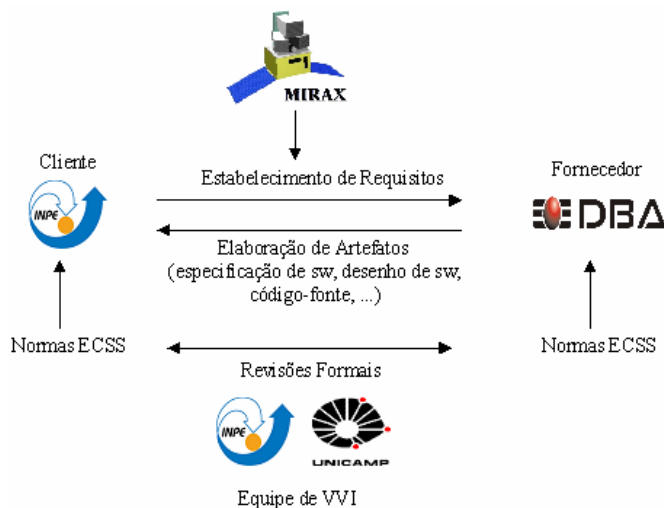 MIRAX
Cliente
Estabelecimento de Requisitos
Fornecedor
INPE
DBA
Elaboração de Artefatos
(especificação de sw, desenho de sw,
código-fonte, ...)
Normas ECSS
Normas ECSS
Revisões Formais
INPE
UNICAMP
Equipe de VVI